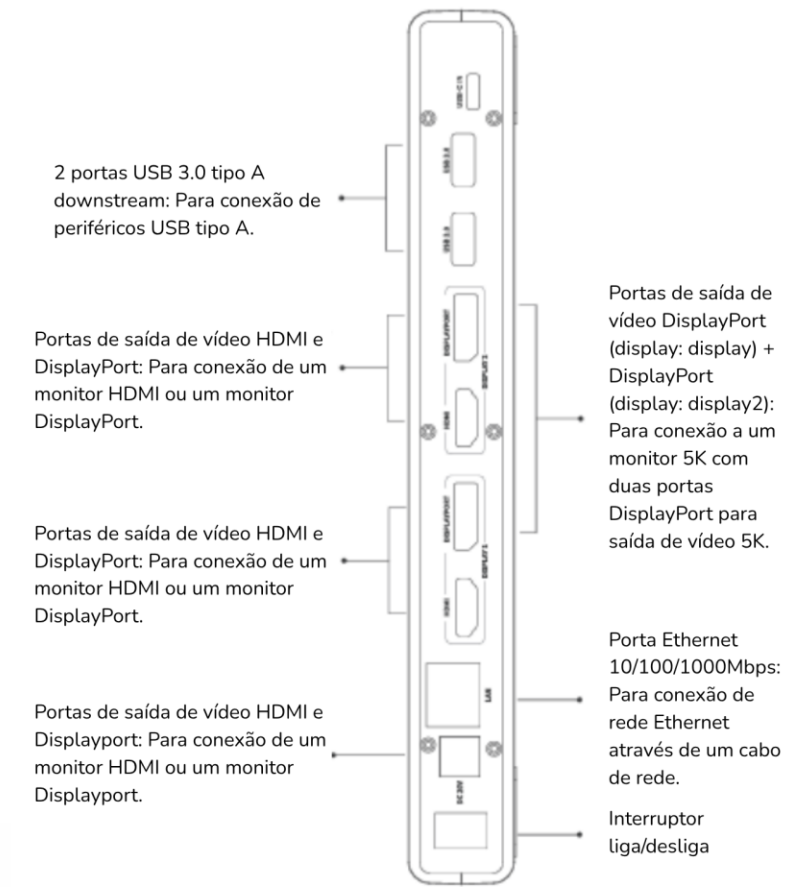 2 portas USB 3.0 tipo A
downstream: Para conexão de
periféricos USB tipo A.
Portas de saída de vídeo HDMI e
DisplayPort: Para conexão de um
monitor HDMI ou um monitor
DisplayPort.
Portas de saída de vídeo HDMI e
DisplayPort: Para conexão de um
monitor HDMI ou um monitor
DisplayPort.
Portas de saída de vídeo HDMI e
Displayport: Para conexão de um
monitor HDMI ou um monitor
Displayport.
USB 3.0
DISPLAYPORT
HDMI
DISPLAY 2
DISPLAYPORT
HDMI
DISPLAY 1
LAN
DC 20V
Portas de saída de
vídeo DisplayPort
(display: display) +
DisplayPort
(display: display2):
Para conexão a um
monitor 5K com
duas portas
DisplayPort para
saída de vídeo 5K.
Porta Ethernet
10/100/1000Mbps:
Para conexão de
rede Ethernet
através de um cabo
de rede.
Interruptor
liga/desliga